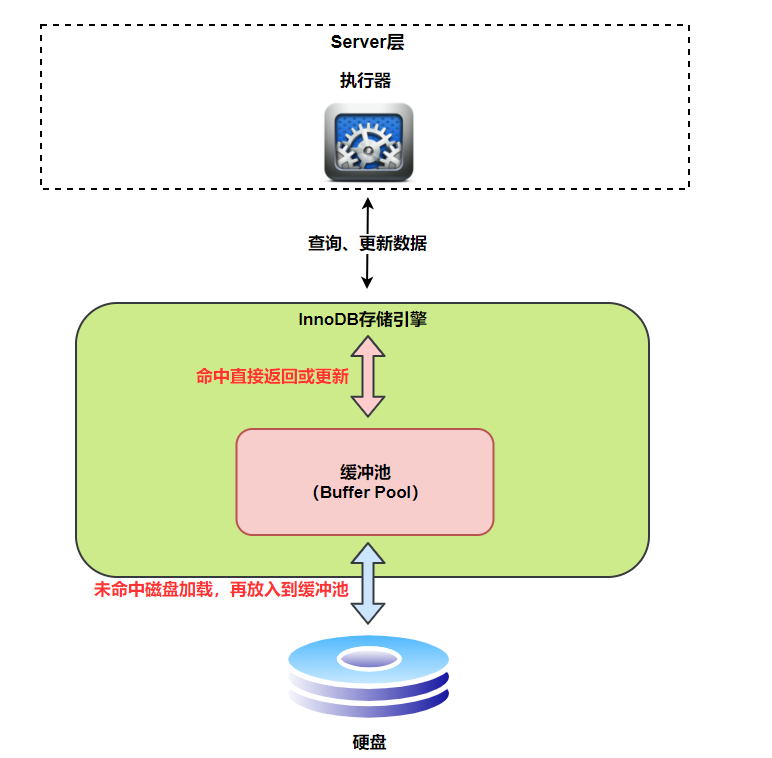 Server层
执行器
查询、更新数据
InnoDB存储引擎
命中直接返回或更新
缓冲池
（Buffer Pool）
未命中磁盘加载，再放入到缓冲池
硬盘